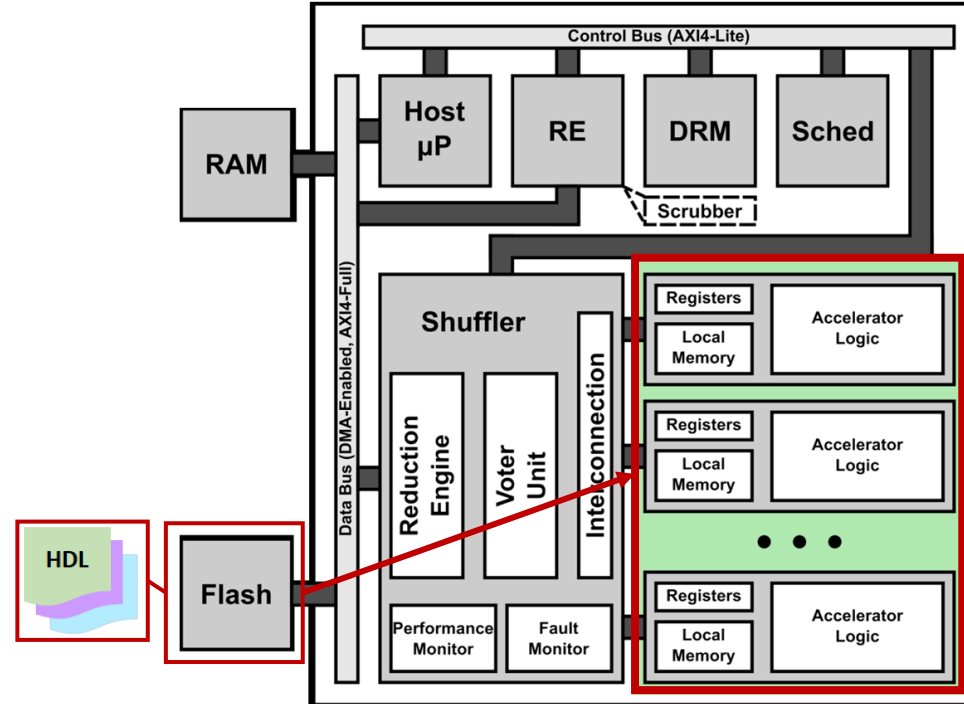 Control Bus (AXI4-Lite)
Host
µP
RE
DRM
Sched
RAM
Scrubber
Data Bus (DMA-Enabled, AXI4-Full)
Shuffler
Reduction
Engine
Voter
Unit
Interconnection
Performance
Monitor
Fault
Monitor
Registers
Local
Memory
Accelerator
Logic
Registers
Local
Memory
Accelerator
Logic
• • •
Registers
Local
Memory
Accelerator
Logic
HDL
Flash